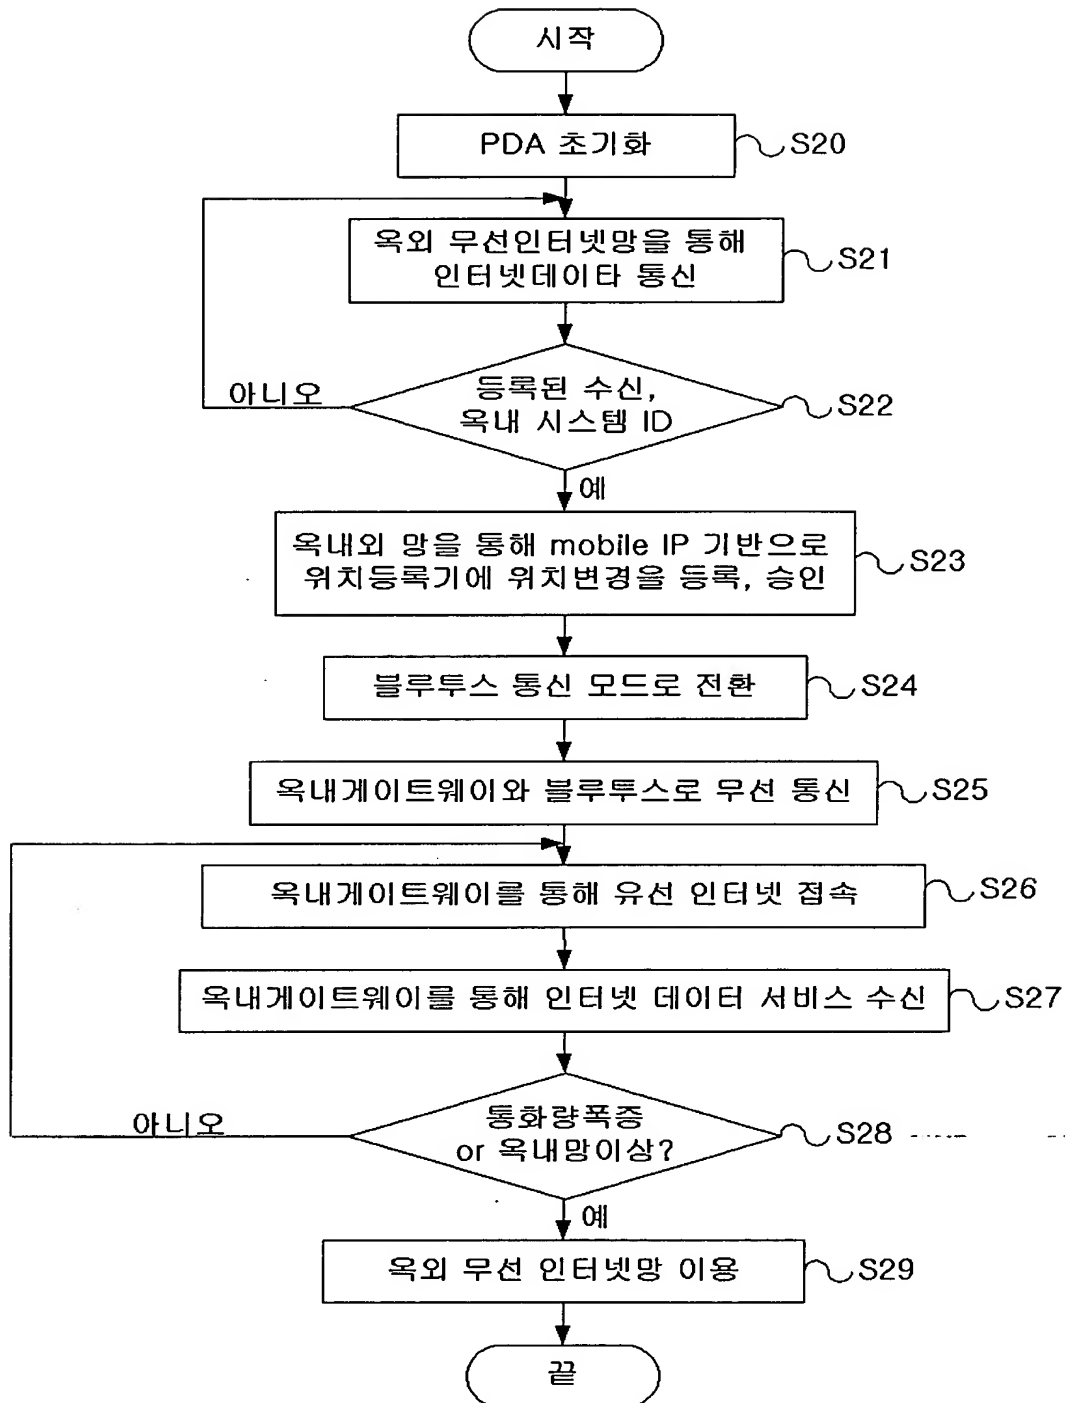 시작
PDA 초기화
S20
옥외 무선인터넷망을 통해
인터넷데이타 통신
S21
등록된 수신,
옥내 시스템 ID
S22
아니오
예
옥내외 망을 통해 mobile IP 기반으로
위치등록기에 위치변경을 등록, 승인
S23
블루투스 통신 모드로 전환
S24
옥내게이트웨이와 블루투스로 무선 통신
S25
옥내게이트웨이를 통해 유선 인터넷 접속
S26
옥내게이트웨이를 통해 인터넷 데이터 서비스 수신
S27
통화량폭증
or 옥내망이상?
S28
아니오
예
옥외 무선 인터넷망 이용
S29
끝